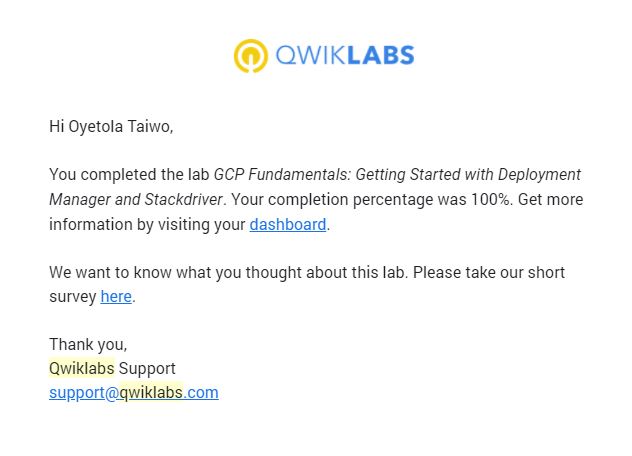 QWIKLABS
Hi Oyetola Taiwo,
You completed the lab GCP Fundamentals: Getting Started with Deployment
Manager and Stackdriver. Your completion percentage was 100%. Get more
information by visiting your dashboard.
We want to know what you thought about this lab. Please take our short
survey here.
Thank you,
Qwiklabs Support
support@qwiklabs.com